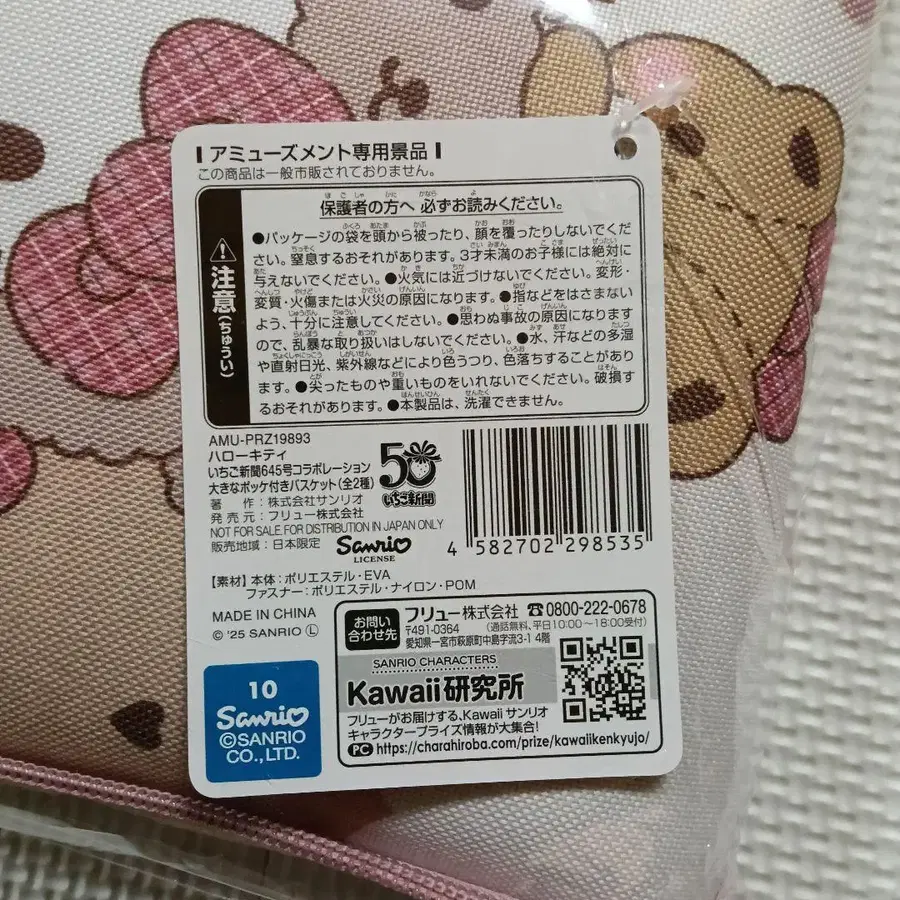 アミューズメント専用景品
この商品は一般市販されておりません。
保護者の方へ 必ずお読みください。
注意(ちゅうい)
●パッケージの袋を頭から被ったり、顔を覆ったりしないでくだ
さい。窒息するおそれがあります。3才未満のお子様には絶対に
与えないでください。●火気には近づけないでください。変形・
変質・火傷または火災の原因になります。●指などをはさまない
よう、十分に注意してください。●思わぬ事故の原因になります
ので、乱暴な取り扱いはしないでください。●水、汗などの多湿
や直射日光、紫外線などにより色うつり、色落ちすることがあり
ます。●尖ったものや重いものをいれないでください。破損す
るおそれがあります。●本製品は、洗濯できません。
AMU-PRZ19893
ハローキティ
いちご新聞645号コラボレーション
大きなポッケ付きバスケット(全2種)
50
いちご新聞
著 作:株式会社サンリオ
発売元:フリュー株式会社
NOT FOR SALE. FOR DISTRIBUTION IN JAPAN ONLY
販売地域:日本限定
Sanrio
LICENSE
4 582702 298535
【素材】本体:ポリエステル・EVA
ファスナー:ポリエステル・ナイロン・POM
MADE IN CHINA
© '25 SANRIO Ⓛ
お問い合わせ先
フリュー株式会社 ☎0800-222-0678
〒491-0364 (通話無料、平日10:00~18:00受付)
愛知県一宮市萩原町中島字流3-1 4階
SANRIO CHARACTERS
Kawaii研究所
フリューがお届けする、Kawaii サンリオ
キャラクタープライズ情報が大集合!
PC https://charahiroba.com/prize/kawaiikenkyujo/
10
Sanrio
©SANRIO
CO., LTD.